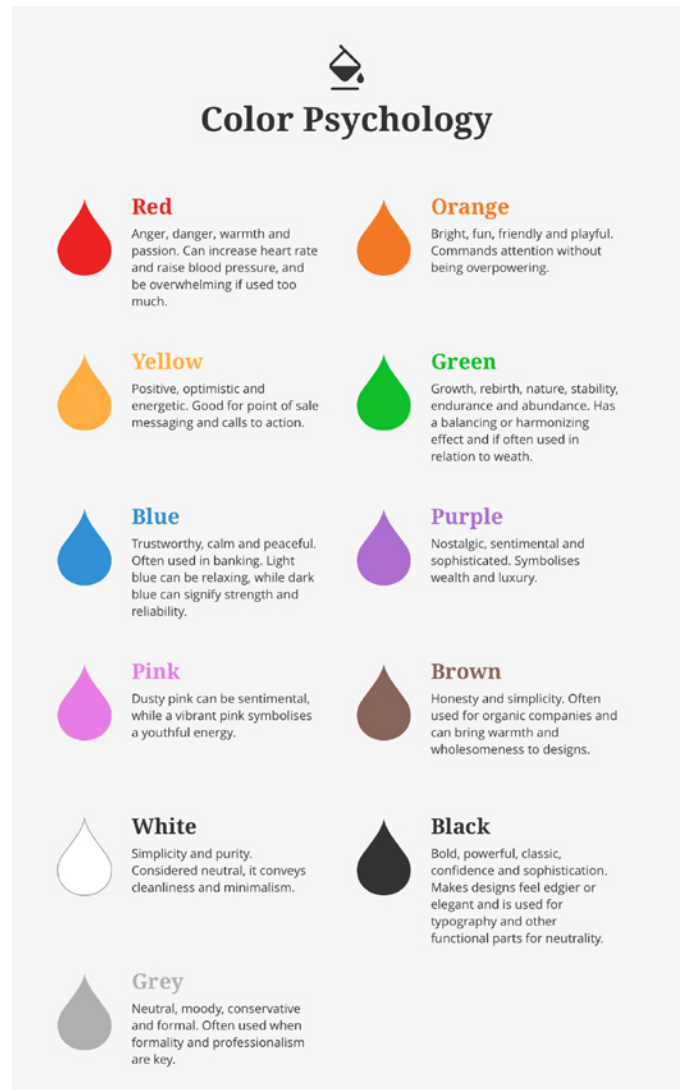 Color Psychology
Red
Anger, danger, warmth and
passion. Can increase heart rate
and raise blood pressure, and
be overwhelming if used too
much.
Orange
Bright, fun, friendly and playful.
Commands attention without
being overpowering.
Yellow
Positive, optimistic and
energetic. Good for point of sale
messaging and calls to action.
Green
Growth, rebirth, nature, stability,
endurance and abundance. Has
a balancing or harmonizing
effect and if often used in
relation to weath.
Blue
Trustworthy, calm and peaceful.
Often used in banking. Light
blue can be relaxing, while dark
blue can signify strength and
reliability.
Purple
Nostalgic, sentimental and
sophisticated. Symbolises
wealth and luxury.
Pink
Dusty pink can be sentimental,
while a vibrant pink symbolises
a youthful energy.
Brown
Honesty and simplicity. Often
used for organic companies and
can bring warmth and
wholesomeness to designs.
White
Simplicity and purity.
Considered neutral, it conveys
cleanliness and minimalism.
Black
Bold, powerful, classic,
confidence and sophistication.
Makes designs feel edgier or
elegant and is used for
typography and other
functional parts for neutrality.
Grey
Neutral, moody, conservative
and formal. Often used when
formality and professionalism
are key.